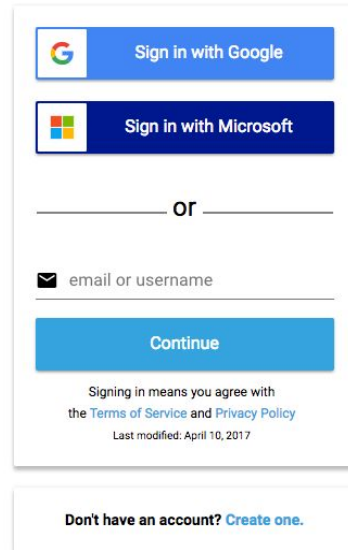 Sign in with Google
Sign in with Microsoft
or
email or username
Continue
Signing in means you agree with
the Terms of Service and Privacy Policy
Last modified: April 10, 2017
Don't have an account? Create one.